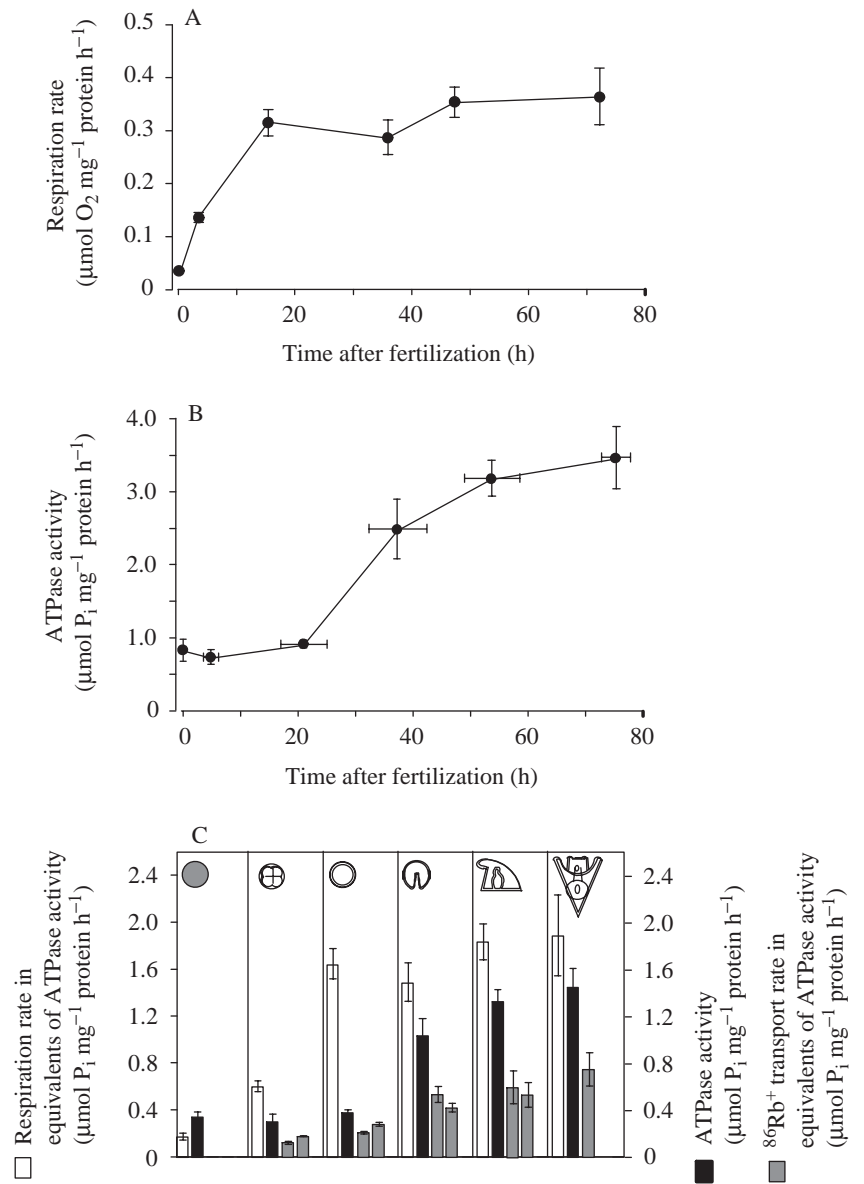 A
Respiration rate
(μmol O₂ mg⁻¹ protein h⁻¹)
0.5
0.4
0.3
0.2
0.1
0
0 20 40 60 80
Time after fertilization (h)
B
ATPase activity
(μmol Pᵢ mg⁻¹ protein h⁻¹)
4.0
3.0
2.0
1.0
0
0 20 40 60 80
Time after fertilization (h)
C
Respiration rate in
equivalents of ATPase activity
(μmol Pᵢ mg⁻¹ protein h⁻¹)
2.4
2.0
1.6
1.2
0.8
0.4
0
2.4
2.0
1.6
1.2
0.8
0.4
0
ATPase activity
(μmol Pᵢ mg⁻¹ protein h⁻¹)
⁸⁶Rb⁺ transport rate in
equivalents of ATPase activity
(μmol Pᵢ mg⁻¹ protein h⁻¹)